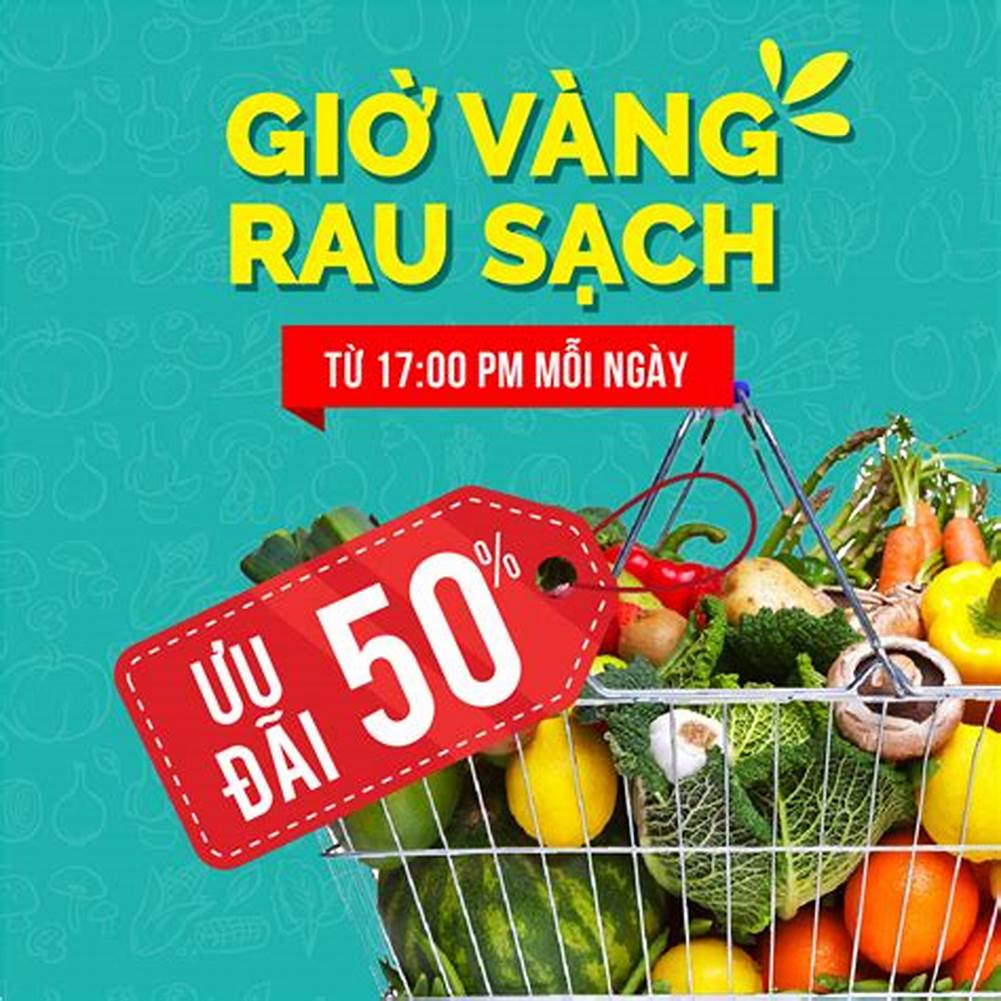 GIỜ VÀNG
RAU SẠCH
TỪ 17:00 PM MỖI NGÀY
ƯU
ĐÃI
50%